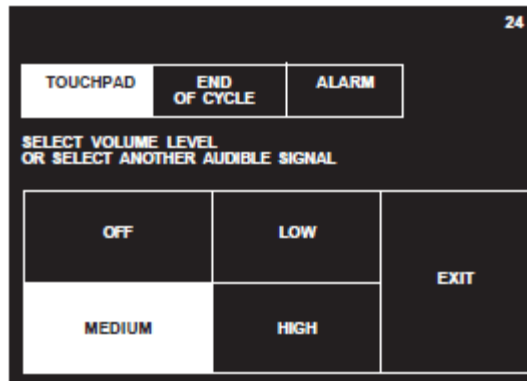 24
TOUCHPAD
END
OF CYCLE
ALARM
SELECT VOLUME LEVEL
OR SELECT ANOTHER AUDIBLE SIGNAL
OFF
LOW
EXIT
MEDIUM
HIGH